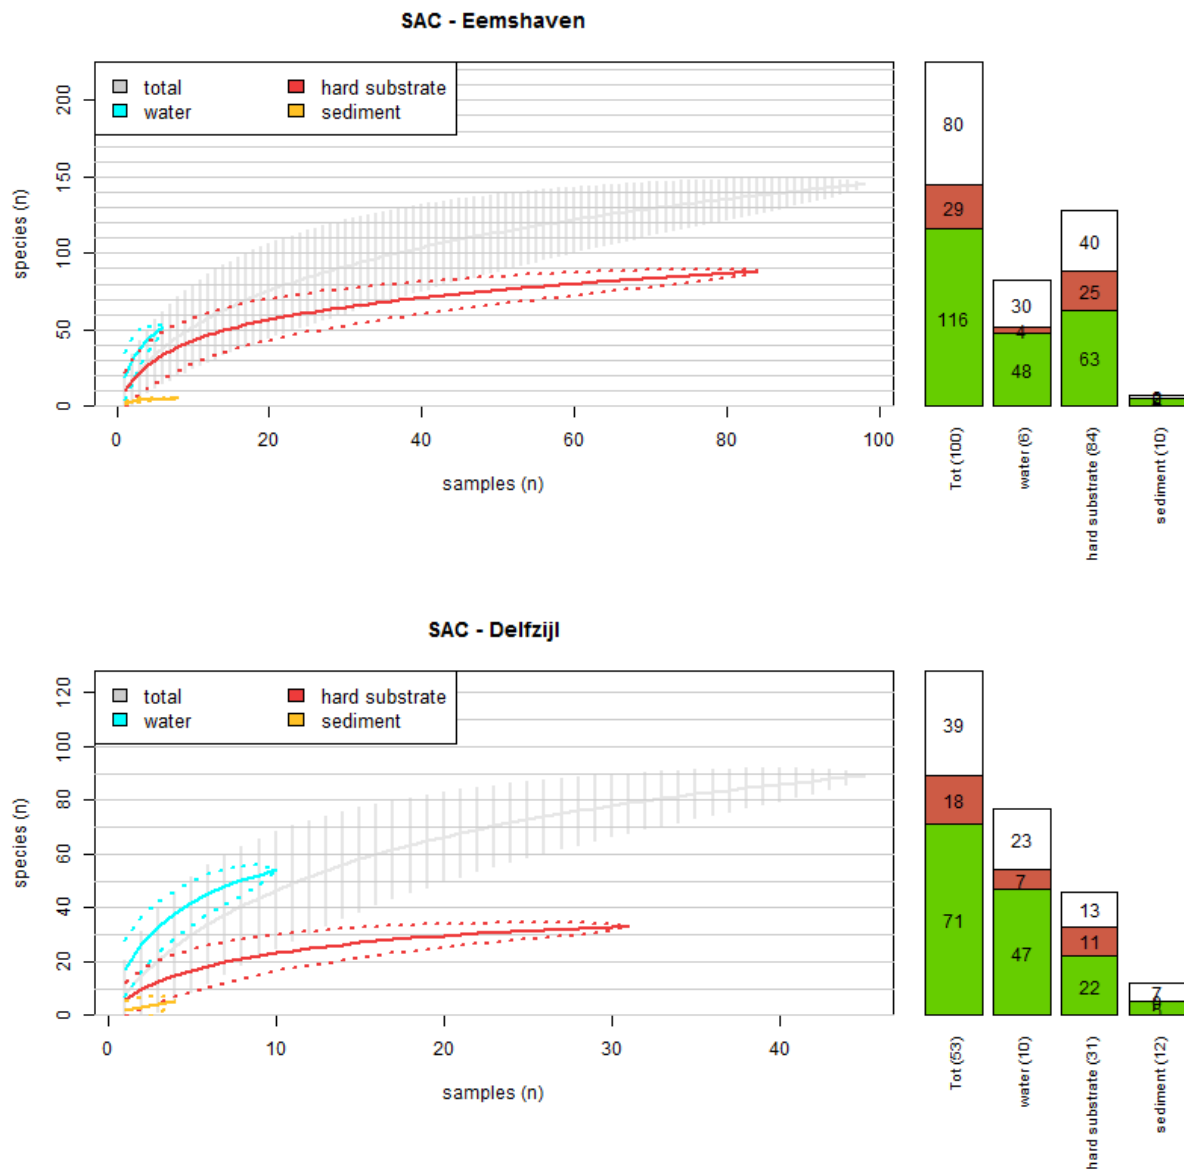 SAC - Eemshaven
total
hard substrate
water
sediment
species (n)
0
50
100
150
200
0
20
40
60
80
100
samples (n)
80
29
116
30
4
48
40
25
63
Tot (100)
water (6)
hard substrate (84)
sediment (10)
SAC - Delfzijl
total
hard substrate
water
sediment
species (n)
0
20
40
60
80
100
120
0
10
20
30
40
samples (n)
39
18
71
23
7
47
13
11
22
7
Tot (53)
water (10)
hard substrate (31)
sediment (12)